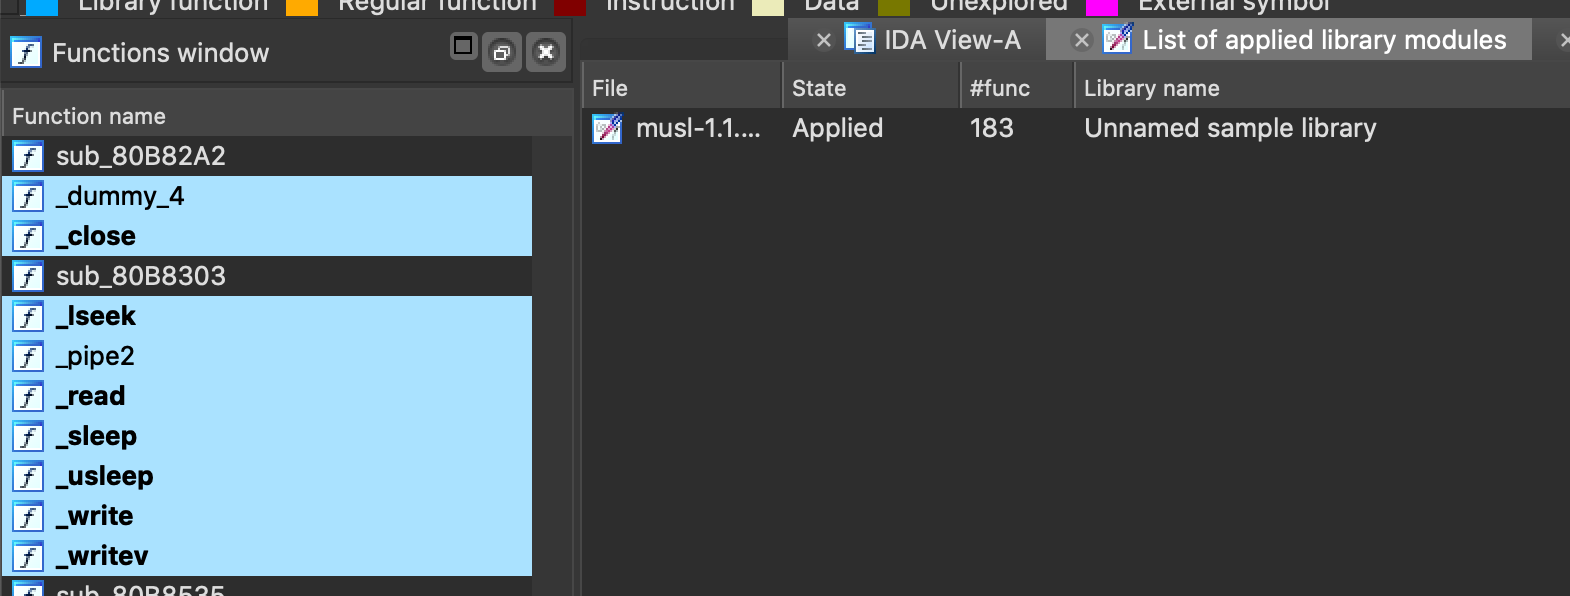 Library function Regular function Instruction Data Unexplored External symbol
Functions window
IDA View-A List of applied library modules
Function name
File State #func Library name
musl-1.1.... Applied 183 Unnamed sample library
sub_80B82A2
_dummy_4
_close
sub_80B8303
_lseek
_pipe2
_read
_sleep
_usleep
_write
_writev
sub_80B8535